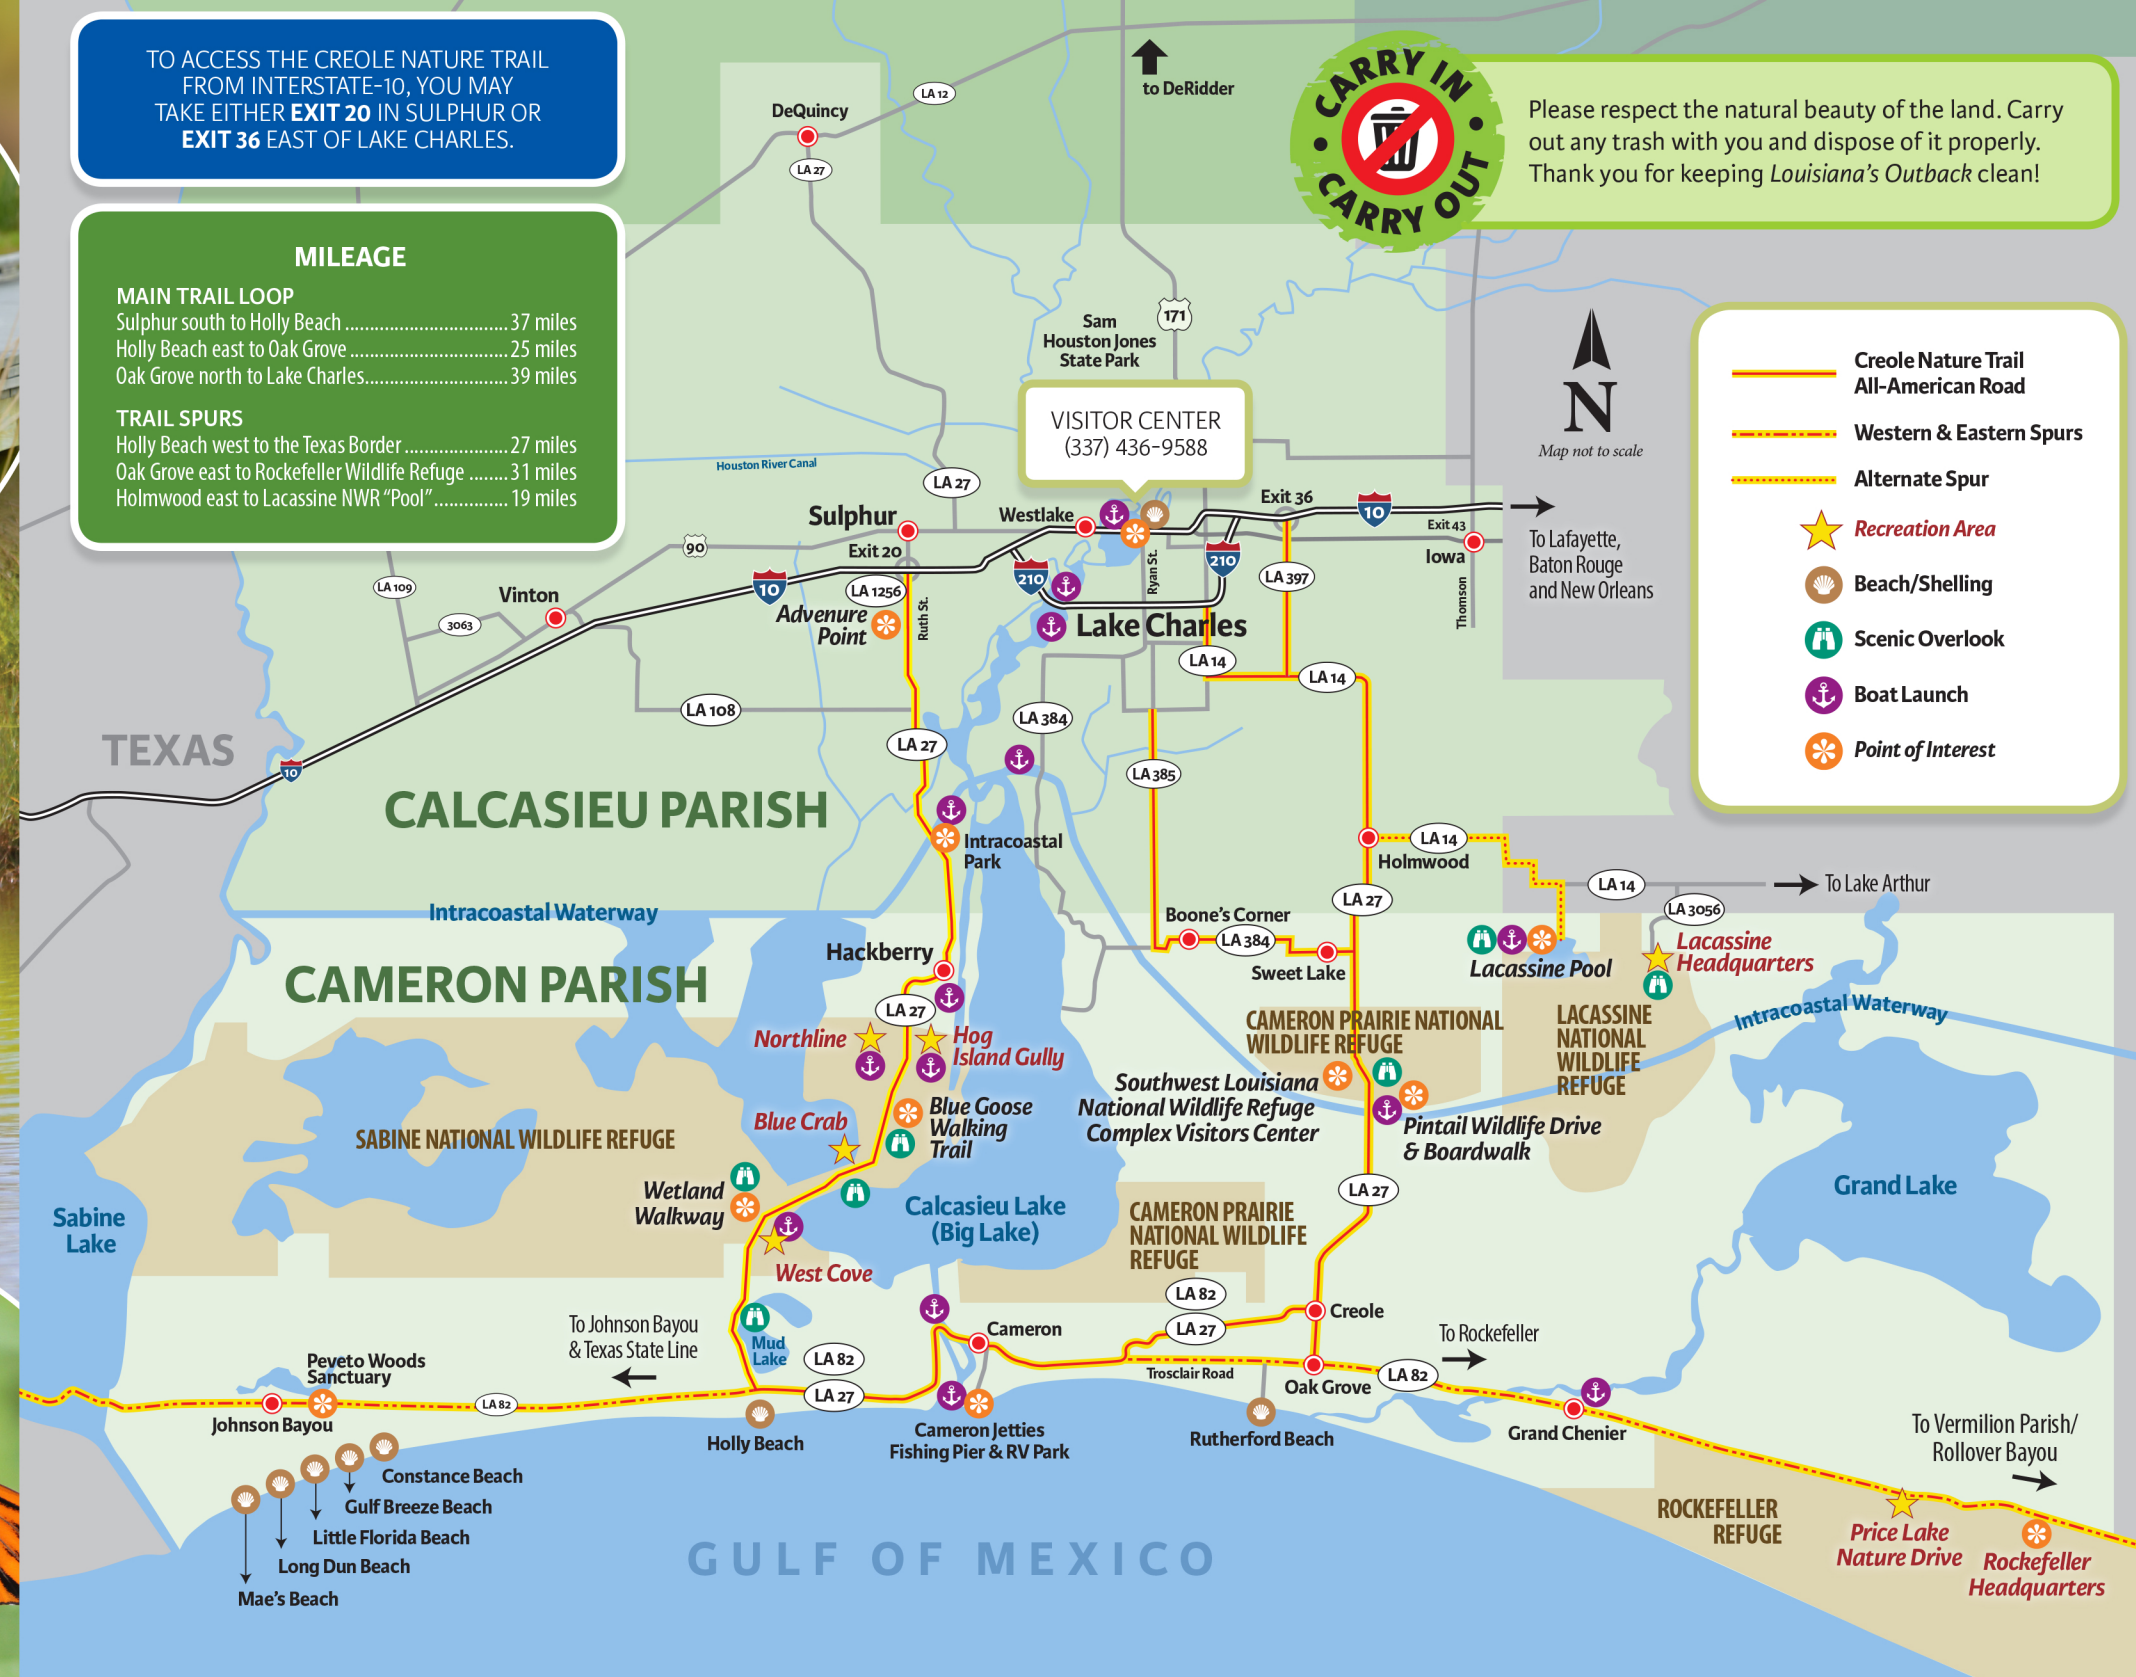 TO ACCESS THE CREOLE NATURE TRAIL
FROM INTERSTATE-10, YOU MAY
TAKE EITHER EXIT 20 IN SULPHUR OR
EXIT 36 EAST OF LAKE CHARLES.
MILEAGE
MAIN TRAIL LOOP
Sulphur south to Holly Beach ................................. 37 miles
Holly Beach east to Oak Grove ................................ 25 miles
Oak Grove north to Lake Charles............................. 39 miles
TRAIL SPURS
Holly Beach west to the Texas Border ..................... 27 miles
Oak Grove east to Rockefeller Wildlife Refuge ........ 31 miles
Holmwood east to Lacassine NWR “Pool”............... 19 miles
to DeRidder
CARRY IN
CARRY OUT
Please respect the natural beauty of the land. Carry
out any trash with you and dispose of it properly.
Thank you for keeping Louisiana’s Outback clean!
N
Map not to scale
Creole Nature Trail
All-American Road
Western & Eastern Spurs
Alternate Spur
Recreation Area
Beach/Shelling
Scenic Overlook
Boat Launch
Point of Interest
LA 12
DeQuincy
LA 27
171
Sam
Houston Jones
State Park
VISITOR CENTER
(337) 436-9588
Houston River Canal
LA 27
Sulphur
Westlake
Exit 36
10
Exit 43
Iowa
To Lafayette,
Baton Rouge
and New Orleans
90
Exit 20
10
LA 1256
Advenure
Point
Ruth St.
210
Ryan St.
210
LA 397
Thomson
LA 109
3063
Vinton
Lake Charles
LA 14
LA 14
LA 108
LA 384
LA 27
TEXAS
10
LA 385
CALCASIEU PARISH
Intracoastal
Park
Holmwood
LA 14
LA 14
To Lake Arthur
LA 27
LA 3056
Intracoastal Waterway
Boone’s Corner
LA 384
Sweet Lake
Lacassine Pool
Lacassine
Headquarters
Hackberry
CAMERON PARISH
LA 27
Northline
Hog
Island Gully
CAMERON PRAIRIE NATIONAL
WILDLIFE REFUGE
LACASSINE
NATIONAL
WILDLIFE
REFUGE
Intracoastal Waterway
Southwest Louisiana
National Wildlife Refuge
Complex Visitors Center
Pintail Wildlife Drive
& Boardwalk
SABINE NATIONAL WILDLIFE REFUGE
Blue Crab
Blue Goose
Walking
Trail
Wetland
Walkway
LA 27
Grand Lake
Sabine
Lake
Calcasieu Lake
(Big Lake)
CAMERON PRAIRIE
NATIONAL WILDLIFE
REFUGE
West Cove
LA 82
LA 27
Creole
To Johnson Bayou
& Texas State Line
Mud
Lake
LA 82
LA 27
Cameron
To Rockefeller
Trosclair Road
Oak Grove
LA 82
Peveto Woods
Sanctuary
LA 82
Johnson Bayou
Holly Beach
Cameron Jetties
Fishing Pier & RV Park
Rutherford Beach
Grand Chenier
To Vermilion Parish/
Rollover Bayou
Constance Beach
Gulf Breeze Beach
Little Florida Beach
Long Dun Beach
Mae’s Beach
GULF OF MEXICO
ROCKEFELLER
REFUGE
Price Lake
Nature Drive
Rockefeller
Headquarters